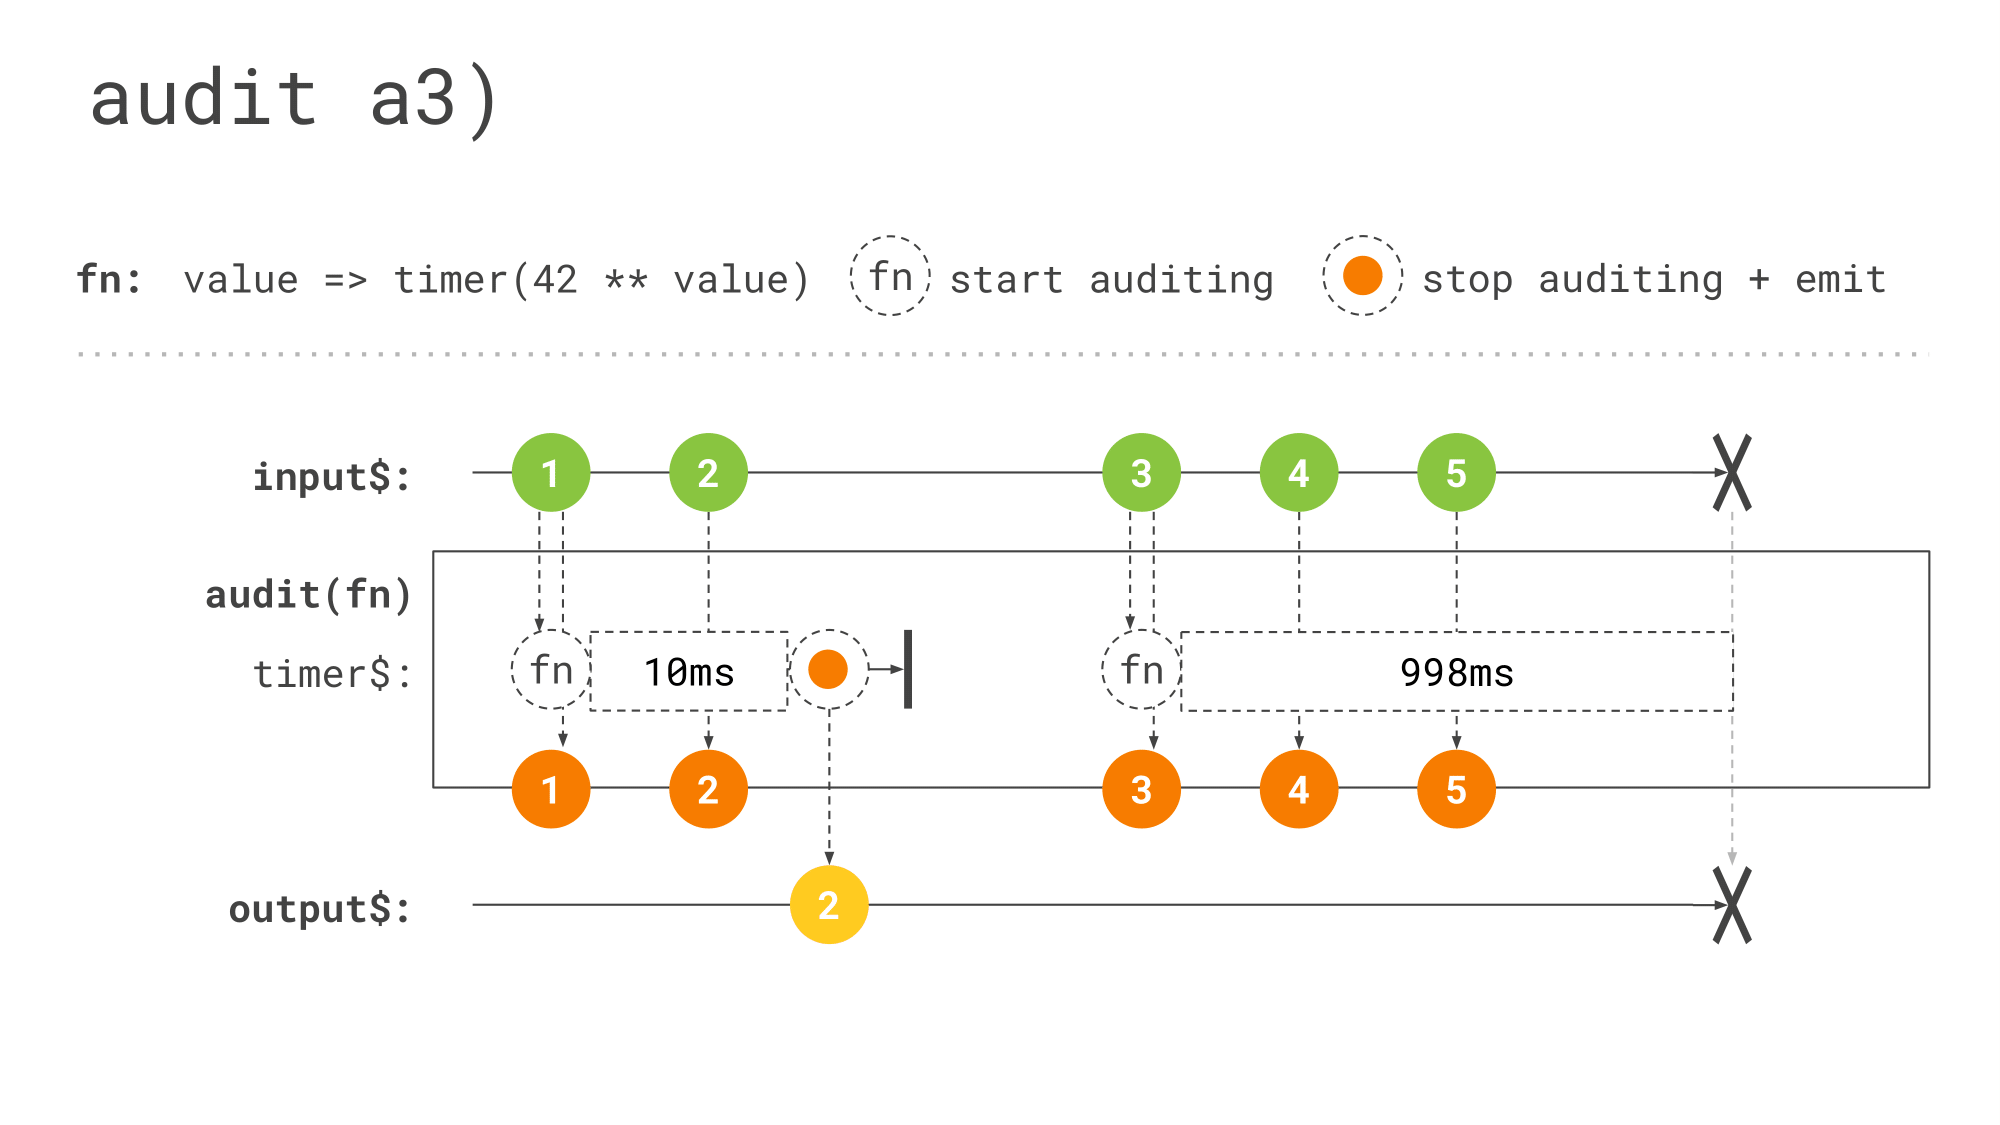 audit a3)
fn: value => timer(42 ** value) fn start auditing stop auditing + emit
input$: 1 2 3 4 5
audit(fn)
timer$: fn 10ms fn 998ms
1 2 3 4 5
output$: 2